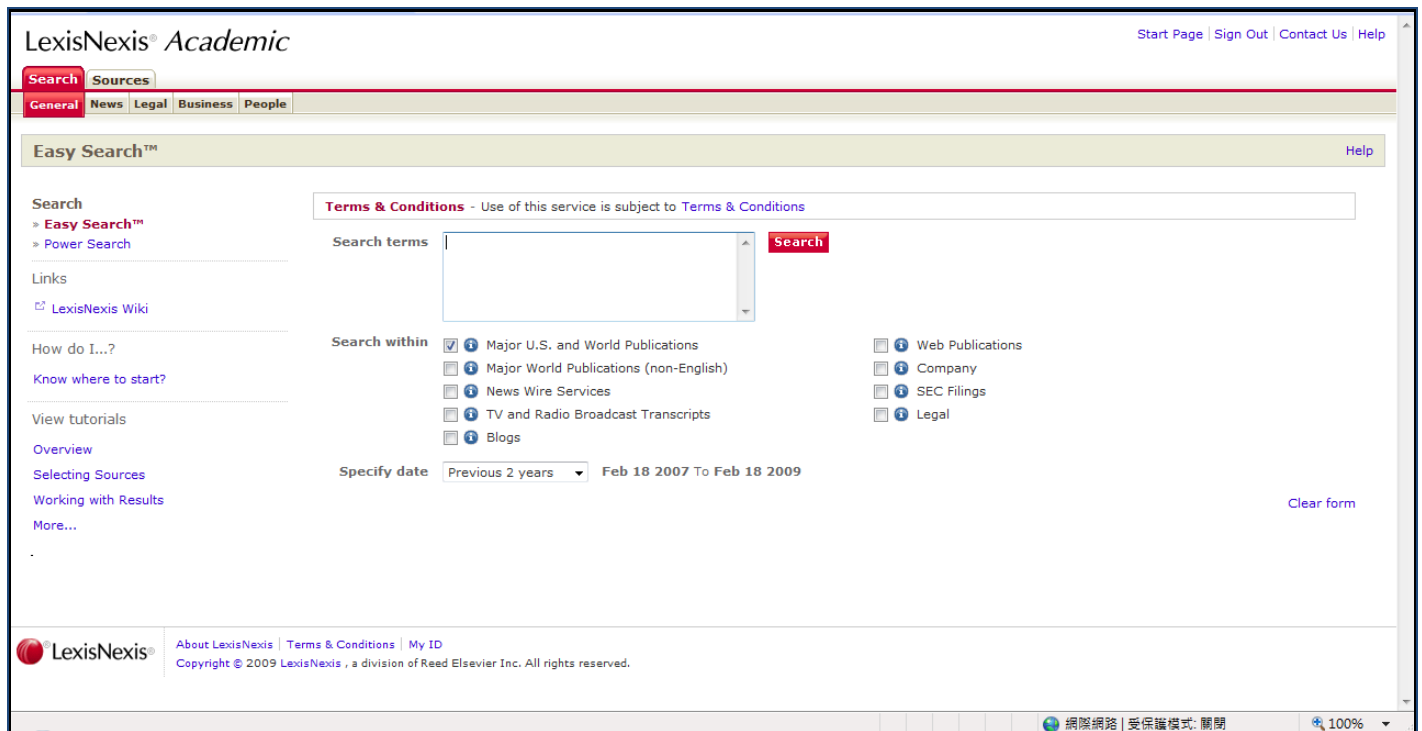 LexisNexis® Academic
Start Page | Sign Out | Contact Us | Help
Search Sources
General News Legal Business People
Easy Search™
Help
Search
» Easy Search™
» Power Search
Links
LexisNexis Wiki
How do I...?
Know where to start?
View tutorials
Overview
Selecting Sources
Working with Results
More...
.
Terms & Conditions - Use of this service is subject to Terms & Conditions
Search terms
Search
Search within
Major U.S. and World Publications
Major World Publications (non-English)
News Wire Services
TV and Radio Broadcast Transcripts
Blogs
Web Publications
Company
SEC Filings
Legal
Specify date Previous 2 years Feb 18 2007 To Feb 18 2009
Clear form
LexisNexis®
About LexisNexis | Terms & Conditions | My ID
Copyright © 2009 LexisNexis , a division of Reed Elsevier Inc. All rights reserved.
網際網路 | 受保護模式: 關閉
100%